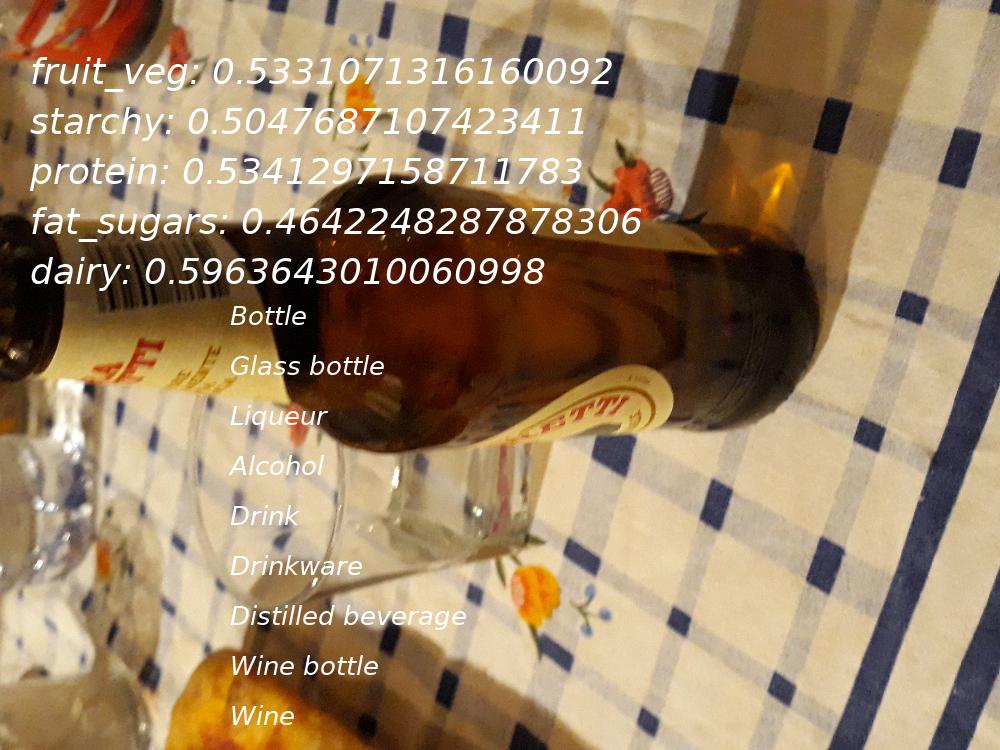 fruit_veg: 0.5331071316160092
starchy: 0.5047687107423411
protein: 0.5341297158711783
fat_sugars: 0.4642248287878306
dairy: 0.5963643010060998
Bottle
Glass bottle
Liqueur
Alcohol
Drink
Drinkware
Distilled beverage
Wine bottle
Wine